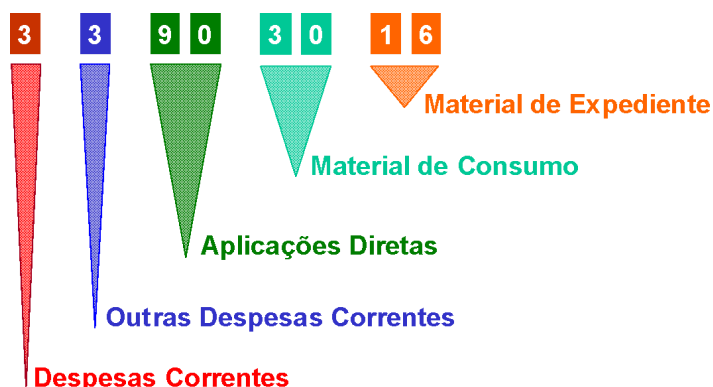 3 3 9 0 3 0 1 6
Material de Expediente
Material de Consumo
Aplicações Diretas
Outras Despesas Correntes
Despesas Correntes